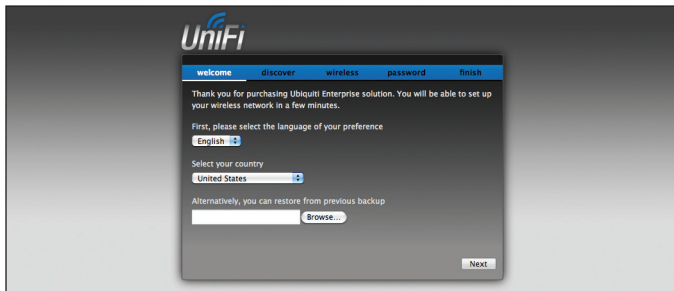 UniFi
welcome discover wireless password finish
Thank you for purchasing Ubiquiti Enterprise solution. You will be able to set up
your wireless network in a few minutes.
First, please select the language of your preference
English
Select your country
United States
Alternatively, you can restore from previous backup
Browse...
Next